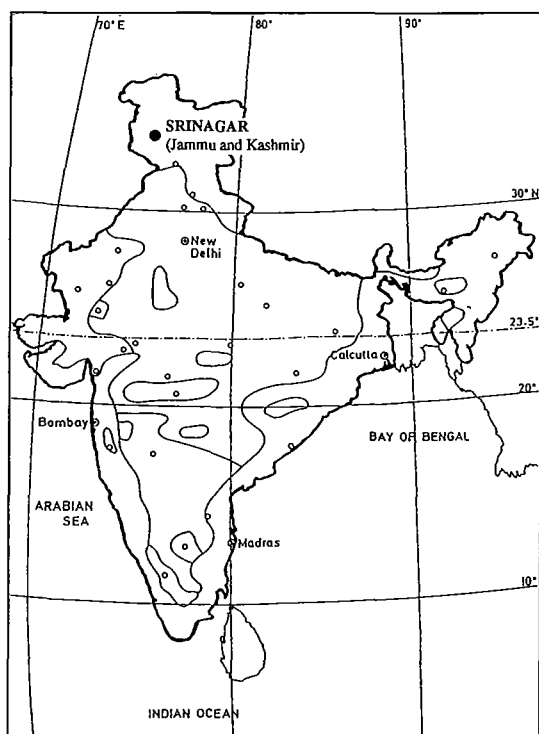 70° E
80°
90°
SRINAGAR
(Jammu and Kashmir)
30° N
New
Delhi
23.5°
Calcutta
20°
Bombay
BAY OF BENGAL
ARABIAN
SEA
Madras
10°
INDIAN OCEAN